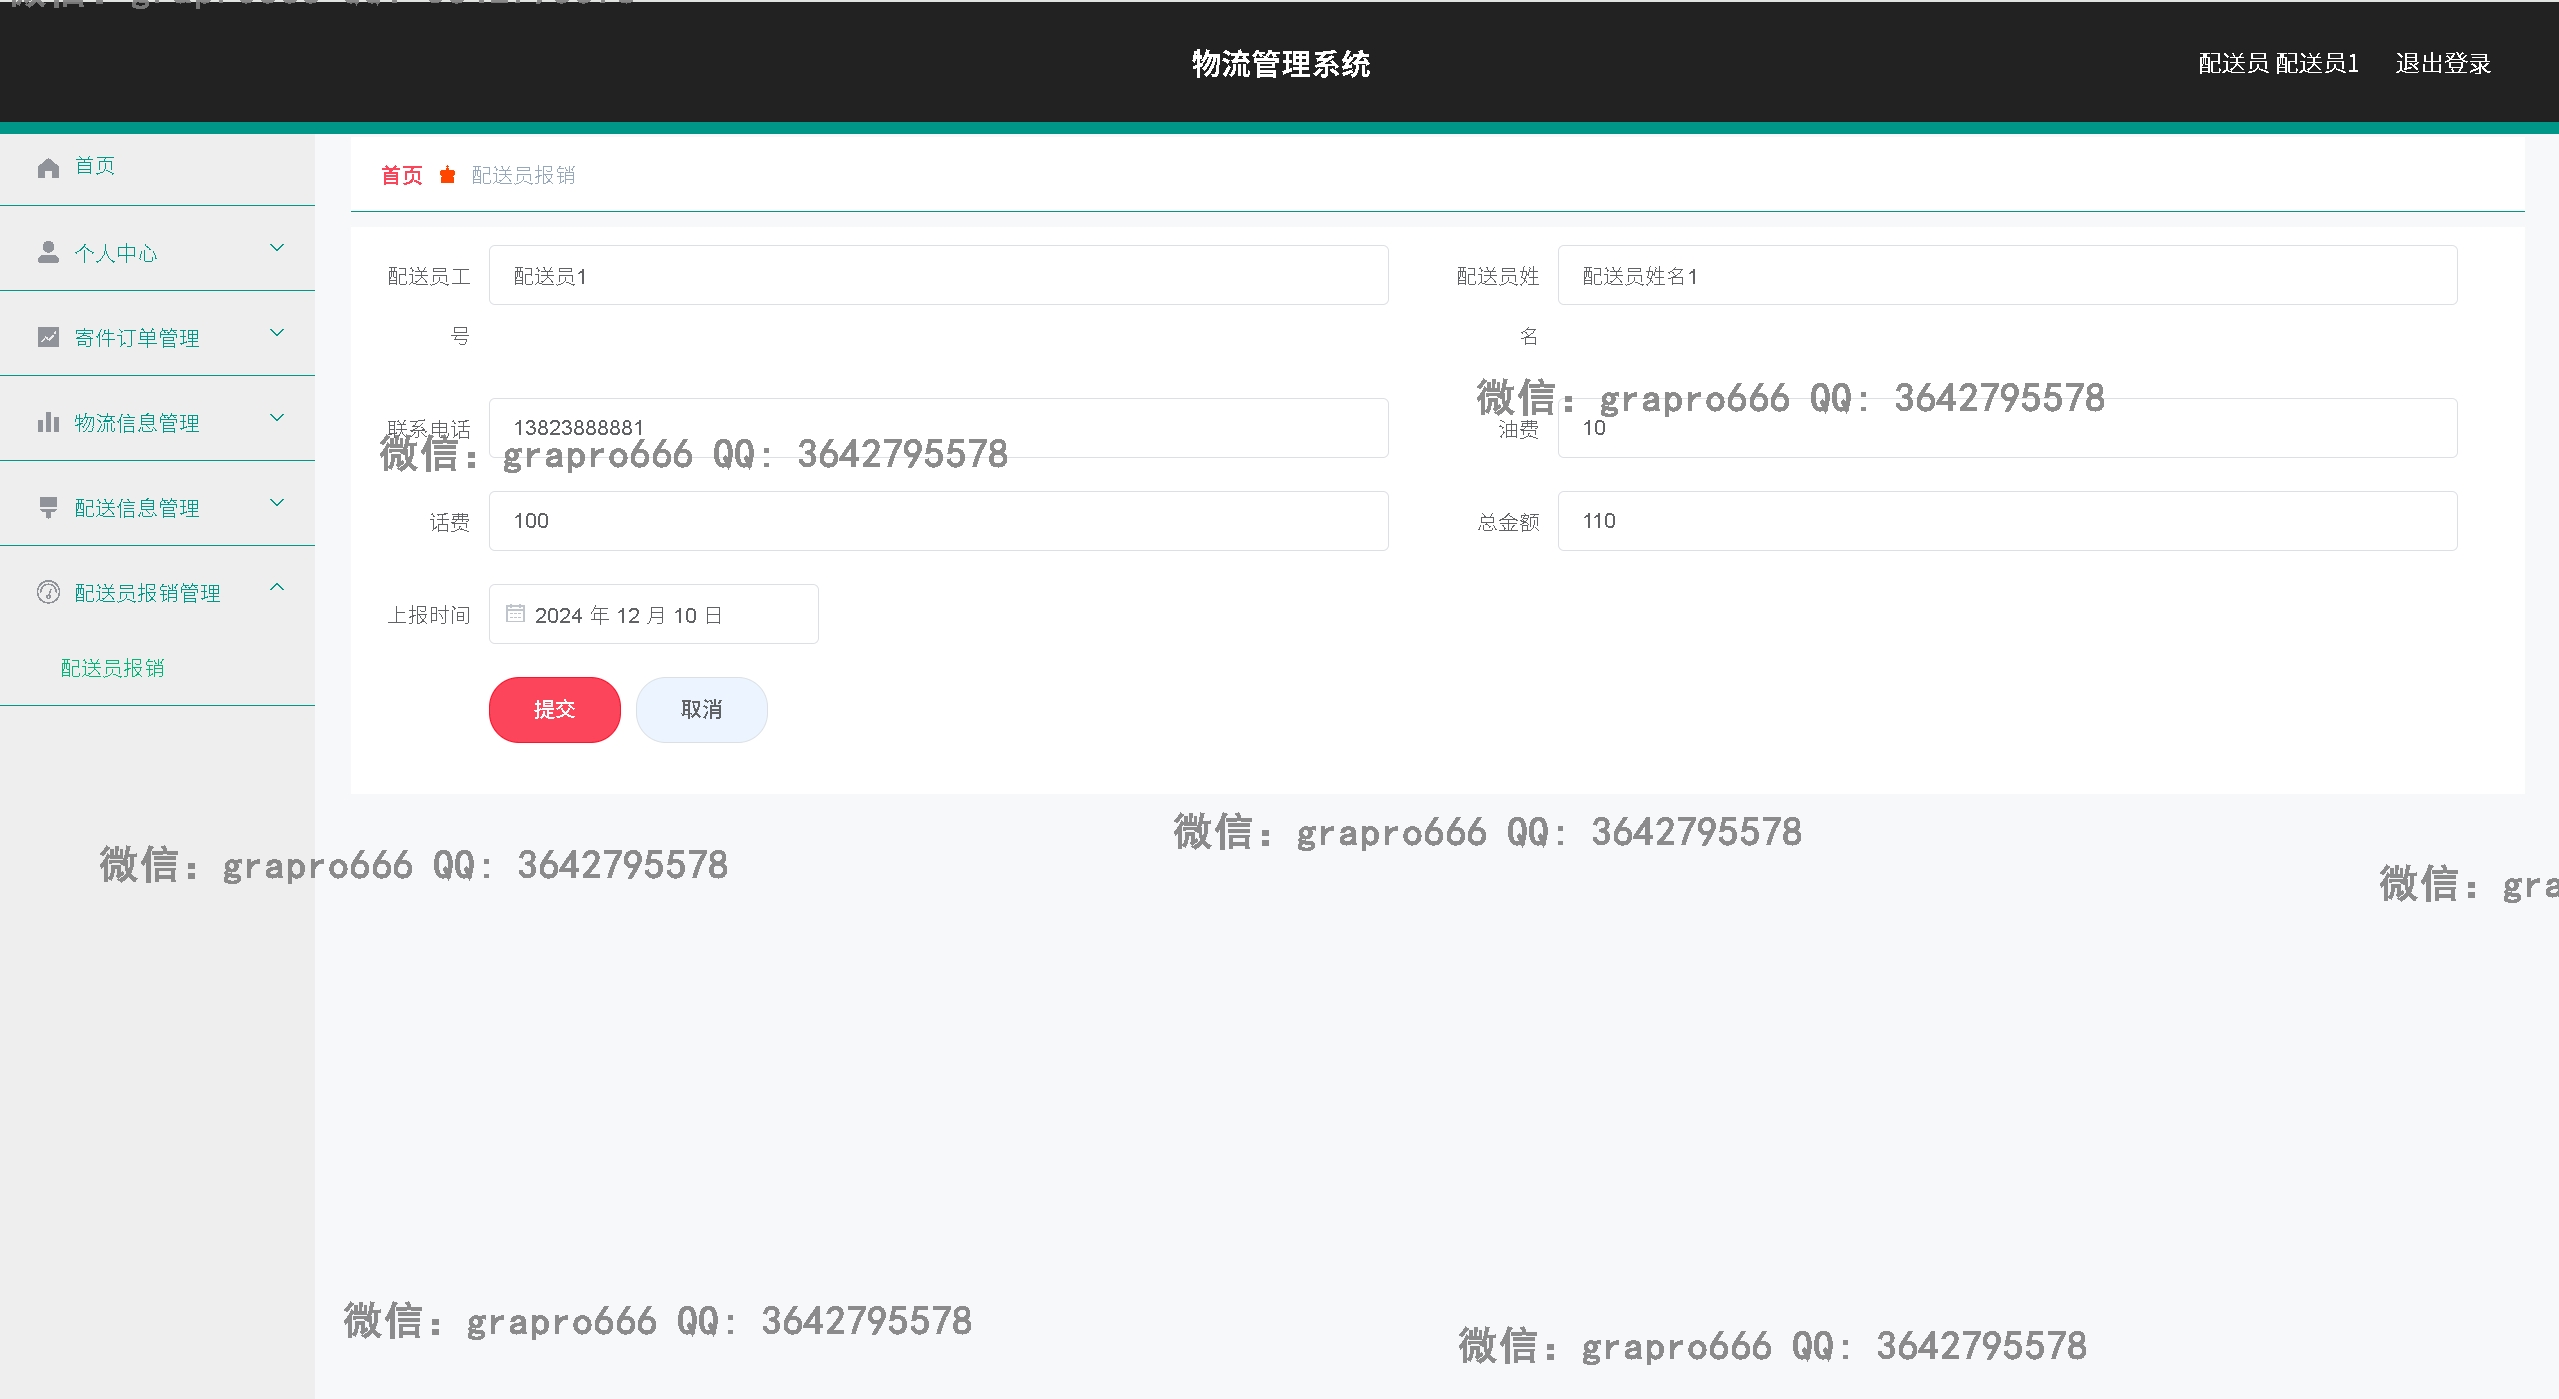 物流管理系统
配送员 配送员1 退出登录
首页
个人中心
寄件订单管理
物流信息管理
配送信息管理
配送员报销管理
配送员报销
首页 配送员报销
配送员工号 配送员1
配送员姓名 配送员姓名1
联系电话 13823888881
油费 10
话费 100
总金额 110
上报时间 2024 年 12 月 10 日
提交 取消
微信: grapro666 QQ: 3642795578
微信: grapro666 QQ: 3642795578
微信: grapro666 QQ: 3642795578
微信: grapro666 QQ: 3642795578
微信: gra
微信: grapro666 QQ: 3642795578
微信: grapro666 QQ: 3642795578